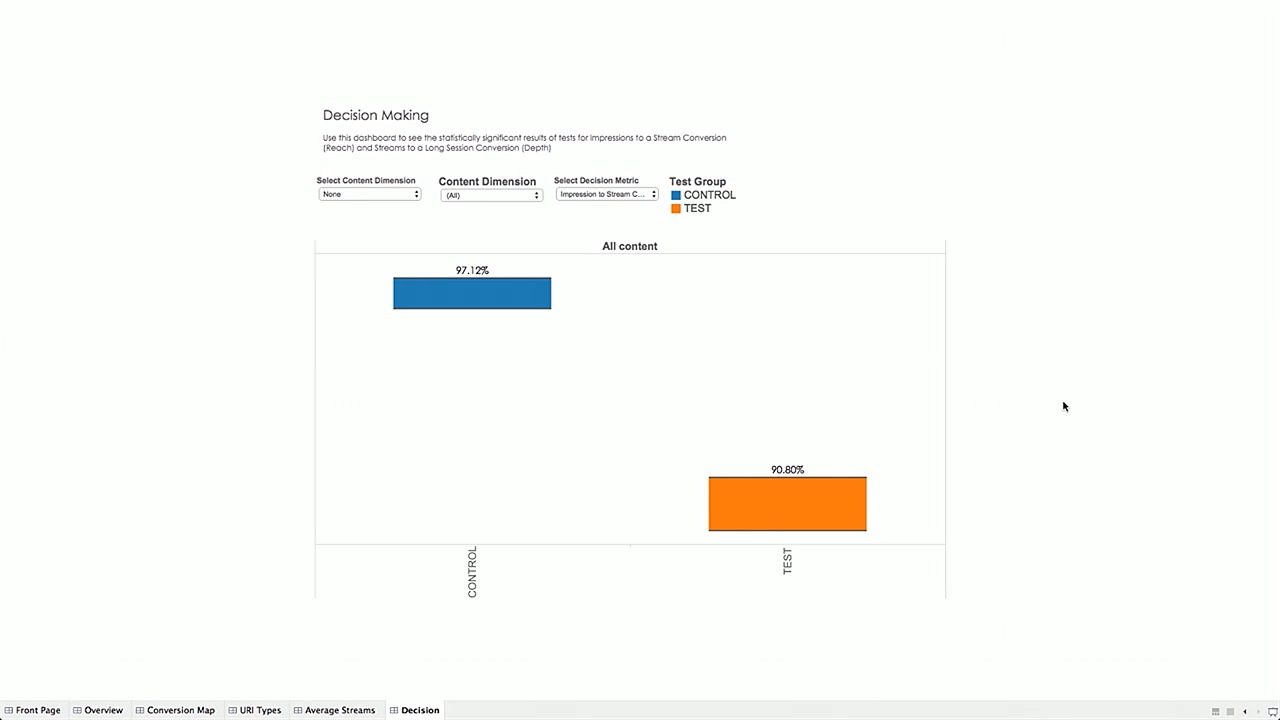 Decision Making
Use this dashboard to see the statistically significant results of tests for Impressions to a Stream Conversion
(Reach) and Streams to a Long Session Conversion (Depth)
Select Content Dimension
None
Content Dimension
(All)
Select Decision Metric
Impression to Stream C...
Test Group
CONTROL
TEST
All content
97.12%
90.80%
CONTROL
TEST
Front Page
Overview
Conversion Map
URI Types
Average Streams
Decision